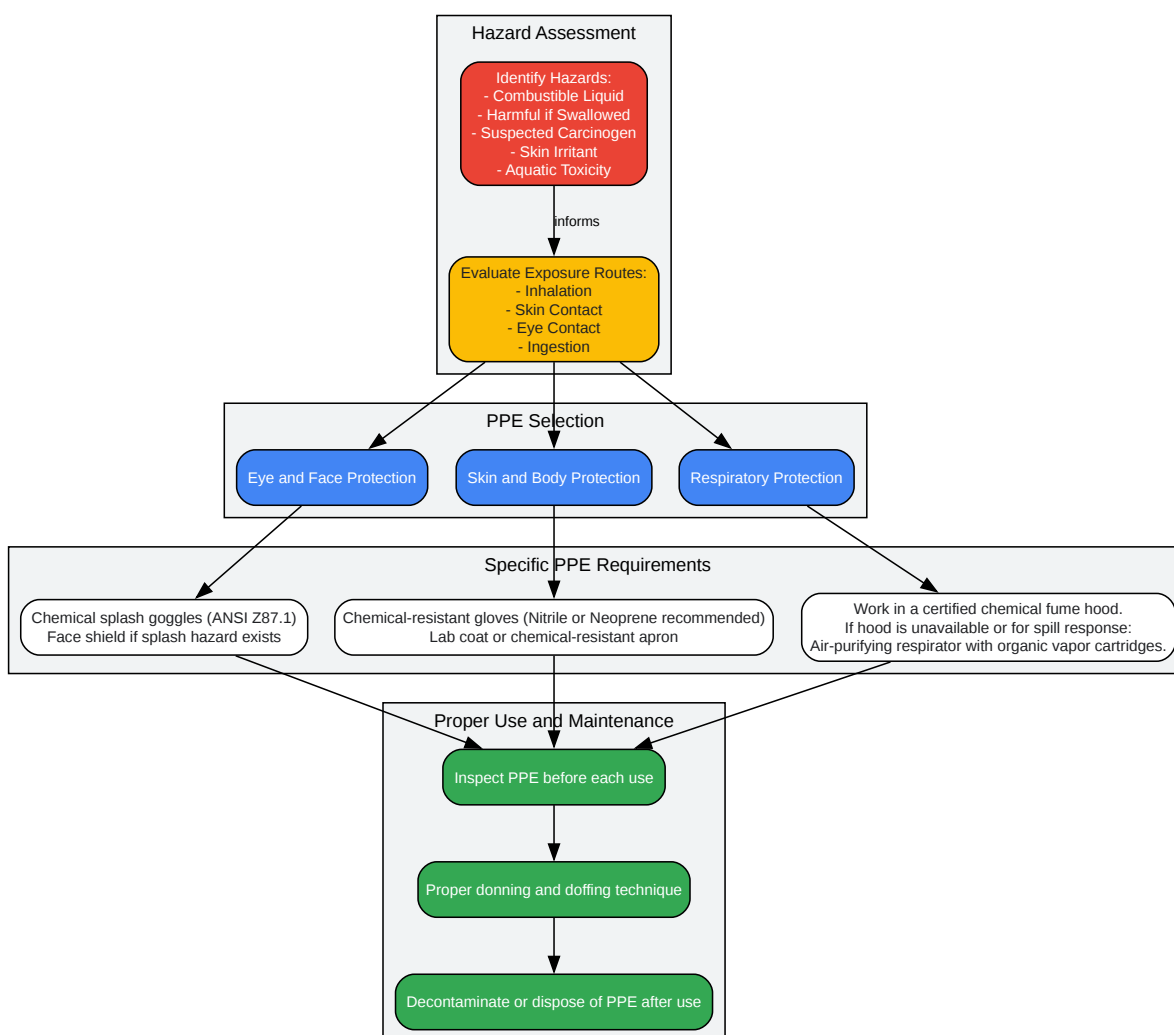 Hazard Assessment
Identify Hazards:
- Combustible Liquid
- Harmful if Swallowed
- Suspected Carcinogen
- Skin Irritant
- Aquatic Toxicity
informs
Evaluate Exposure Routes:
- Inhalation
- Skin Contact
- Eye Contact
- Ingestion
PPE Selection
Eye and Face Protection
Skin and Body Protection
Respiratory Protection
Specific PPE Requirements
Chemical splash goggles (ANSI Z87.1)
Face shield if splash hazard exists
Chemical-resistant gloves (Nitrile or Neoprene recommended)
Lab coat or chemical-resistant apron
Work in a certified chemical fume hood.
If hood is unavailable or for spill response:
Air-purifying respirator with organic vapor cartridges.
Proper Use and Maintenance
Inspect PPE before each use
Proper donning and doffing technique
Decontaminate or dispose of PPE after use